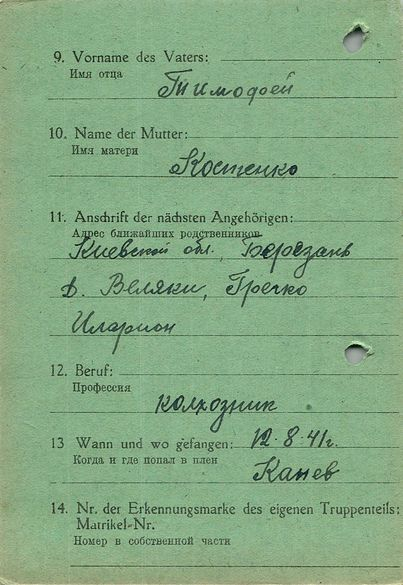 9. Vorname des Vaters:
Имя отца
Тимофей
10. Name der Mutter:
Имя матери
Костенко
11. Anschrift der nächsten Angehörigen:
Адрес ближайших родственников
Киевской обл., Березань
д. Веляки, Гречко
Иларион
12. Beruf:
Профессия
колхозник
13 Wann und wo gefangen: 12.8.41г.
Когда и где попал в плен
Канев
14. Nr. der Erkennungsmarke des eigenen Truppenteils:
Matrikel-Nr.
Номер в собственной части